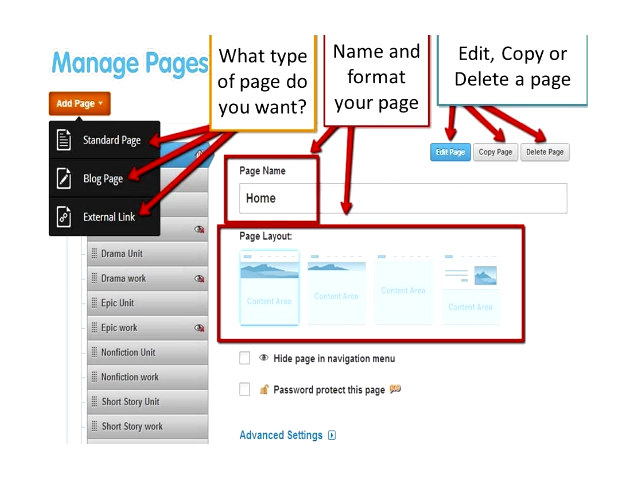 Manage Pages
What type
of page do
you want?
Name and
format
your page
Edit, Copy or
Delete a page
Add Page
Standard Page
Blog Page
External Link
Edit Page
Copy Page
Delete Page
Page Name
Home
Page Layout:
Content Area
Content Area
Content Area
Content Area
Drama Unit
Drama work
Epic Unit
Epic work
Nonfiction Unit
Nonfiction work
Short Story Unit
Short Story work
Hide page in navigation menu
Password protect this page
Advanced Settings